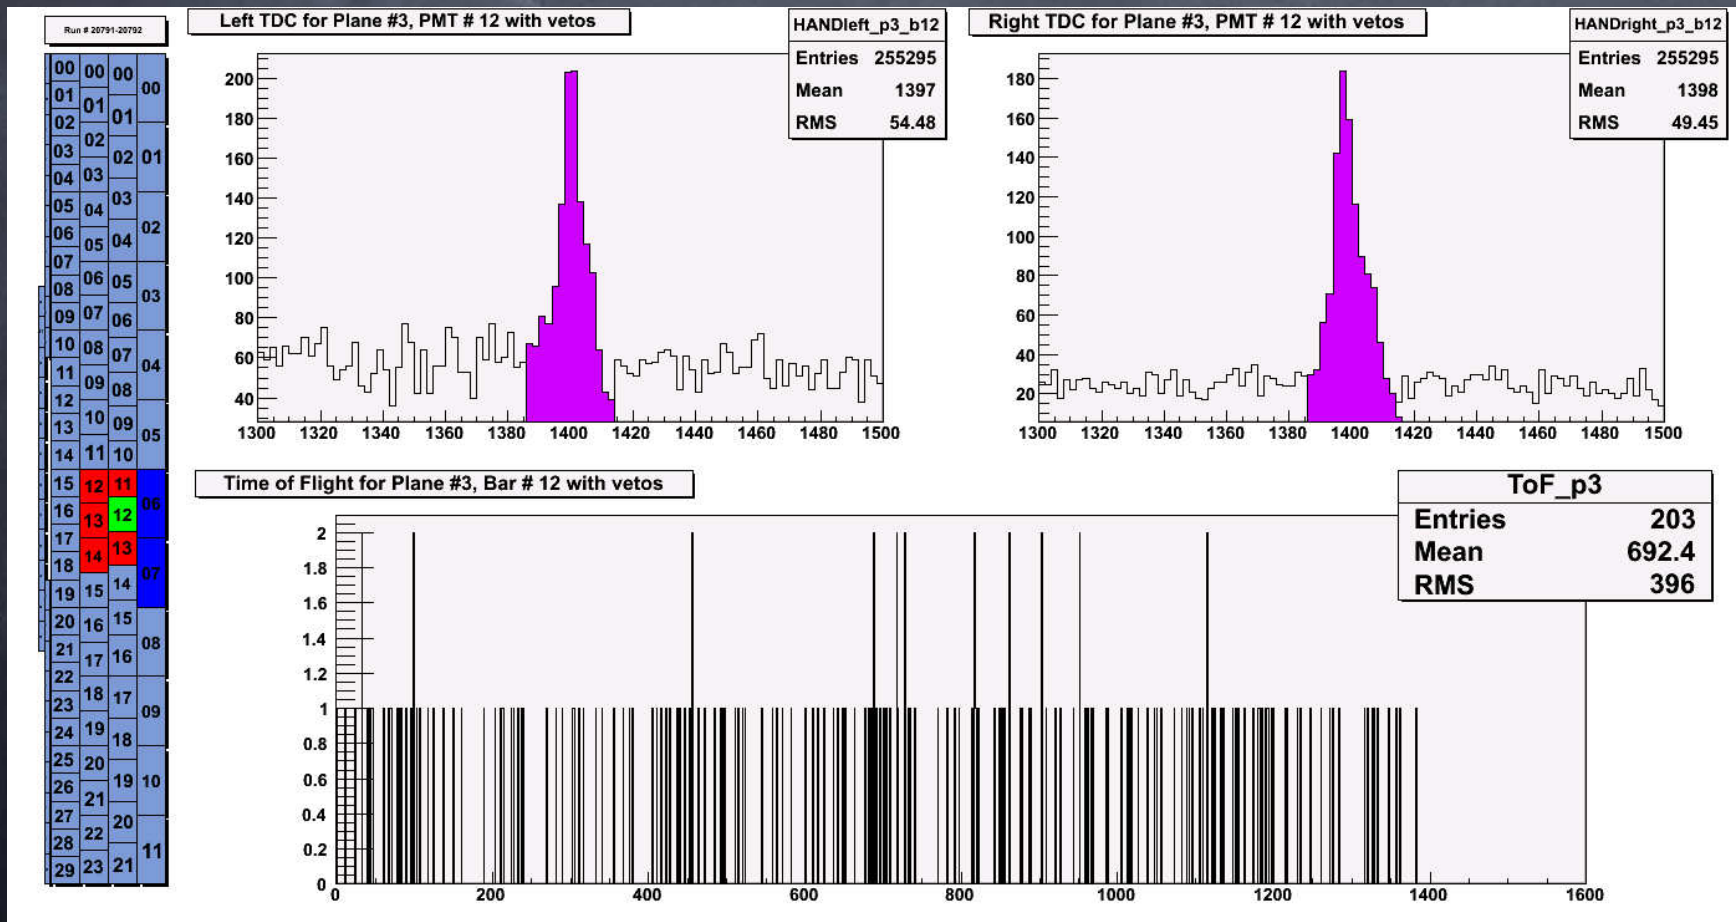 Run # 20791-20792
00 01 02 03 04 05 06 07 08 09 10 11 12 13 14 15 16 17 18 19 20 21 22 23 24 25 26 27 28 29
00 01 02 03 04 05 06 07 08 09 10 11 12 13 14 15 16 17 18 19 20 21 22 23
00 01 02 03 04 05 06 07 08 09 10 11 12 13 14 15 16 17 18 19 20 21
00 01 02 03 04 05 06 07 08 09 10 11
Left TDC for Plane #3, PMT # 12 with vetos
HANDleft_p3_b12
Entries 255295
Mean 1397
RMS 54.48
200
180
160
140
120
100
80
60
40
1300 1320 1340 1360 1380 1400 1420 1440 1460 1480 1500
Right TDC for Plane #3, PMT # 12 with vetos
HANDright_p3_b12
Entries 255295
Mean 1398
RMS 49.45
180
160
140
120
100
80
60
40
20
1300 1320 1340 1360 1380 1400 1420 1440 1460 1480 1500
Time of Flight for Plane #3, Bar # 12 with vetos
ToF_p3
Entries 203
Mean 692.4
RMS 396
2
1.8
1.6
1.4
1.2
1
0.8
0.6
0.4
0.2
0
0 200 400 600 800 1000 1200 1400 1600